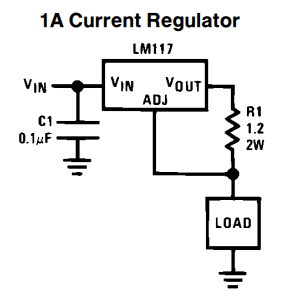 1A Current Regulator
LM117
VIN
VIN
VOUT
ADJ
C1
0.1μF
R1
1.2
2W
LOAD